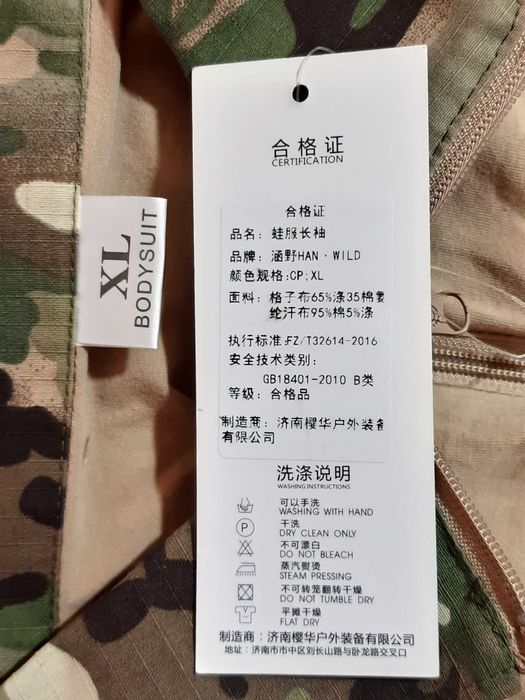 合格证
CERTIFICATION
合格证
品名: 蛙服长袖
品牌: 涵野HAN·WILD
颜色规格:CP;XL
面料: 格子布65%涤35棉
纶汗布95%棉5%涤
执行标准:FZ/T32614-2016
安全技术类别:
GB18401-2010 B类
等级: 合格品
制造商: 济南樱华户外装备
有限公司
洗涤说明
WASHING INSTRUCTIONS
可以手洗
WASHING WITH HAND
P
干洗
DRY CLEAN ONLY
不可漂白
DO NOT BLEACH
蒸汽熨烫
STEAM PRESSING
不可转笼翻转干燥
DO NOT TUMBLE DRY
平摊干燥
FLAT DRY
制造商:济南樱华户外装备有限公司
地址: 济南市市中区刘长山路与卧龙路交叉口
XL
BODYSUIT